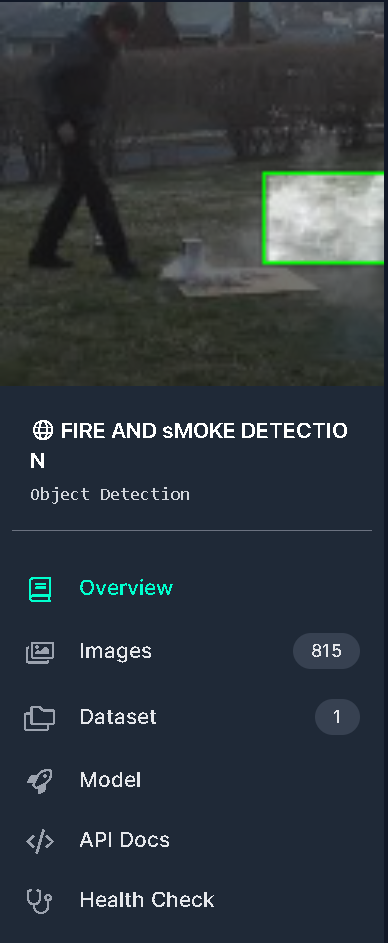 FIRE AND sMOKE DETECTIO
N
Object Detection
Overview
Images 815
Dataset 1
Model
API Docs
Health Check